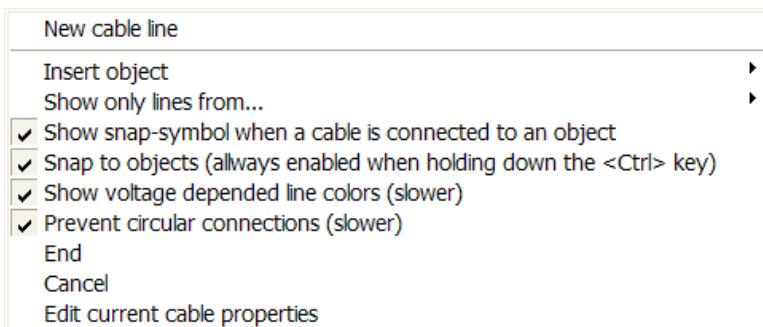 New cable line
Insert object
Show only lines from...
Show snap-symbol when a cable is connected to an object
Snap to objects (allways enabled when holding down the <Ctrl> key)
Show voltage depended line colors (slower)
Prevent circular connections (slower)
End
Cancel
Edit current cable properties